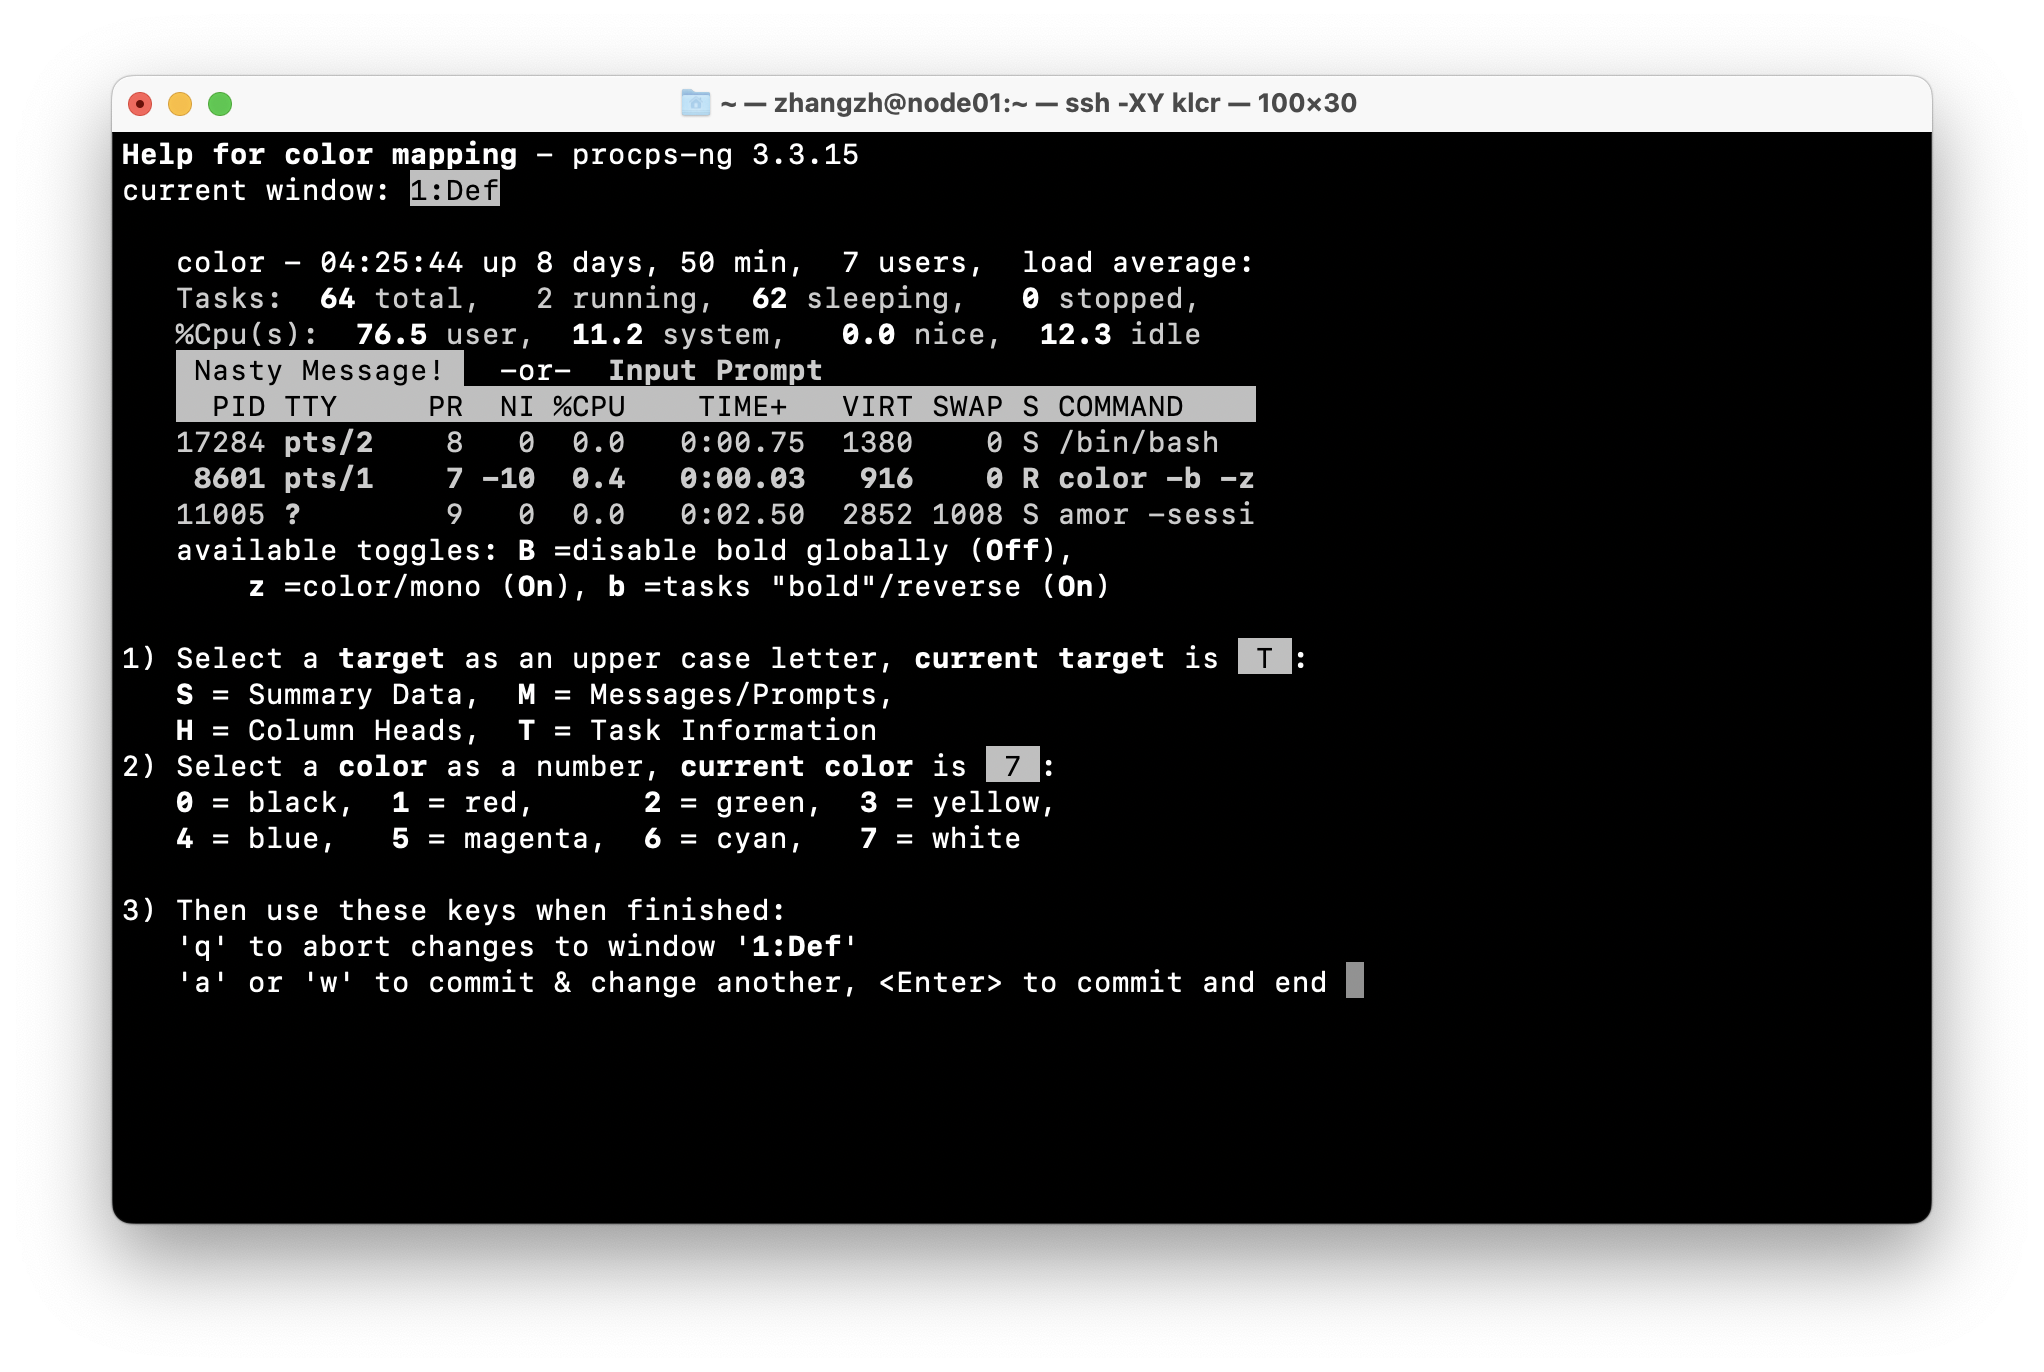 ~ — zhangzh@node01:~ — ssh -XY klcr — 100×30
Help for color mapping - procps-ng 3.3.15
current window: 1:Def
color - 04:25:44 up 8 days, 50 min,  7 users,  load average:
Tasks:  64 total,   2 running,  62 sleeping,   0 stopped,
%Cpu(s):  76.5 user,  11.2 system,   0.0 nice,  12.3 idle
Nasty Message!   -or-  Input Prompt
  PID TTY     PR  NI %CPU    TIME+   VIRT SWAP S COMMAND
17284 pts/2    8   0  0.0   0:00.75  1380    0 S /bin/bash
 8601 pts/1    7 -10  0.4   0:00.03   916    0 R color -b -z
11005 ?        9   0  0.0   0:02.50  2852 1008 S amor -sessi
available toggles: B =disable bold globally (Off),
    z =color/mono (On), b =tasks "bold"/reverse (On)
1) Select a target as an upper case letter, current target is  T :
   S = Summary Data,  M = Messages/Prompts,
   H = Column Heads,  T = Task Information
2) Select a color as a number, current color is  7 :
   0 = black,  1 = red,      2 = green,  3 = yellow,
   4 = blue,   5 = magenta,  6 = cyan,   7 = white
3) Then use these keys when finished:
   'q' to abort changes to window '1:Def'
   'a' or 'w' to commit & change another, <Enter> to commit and end